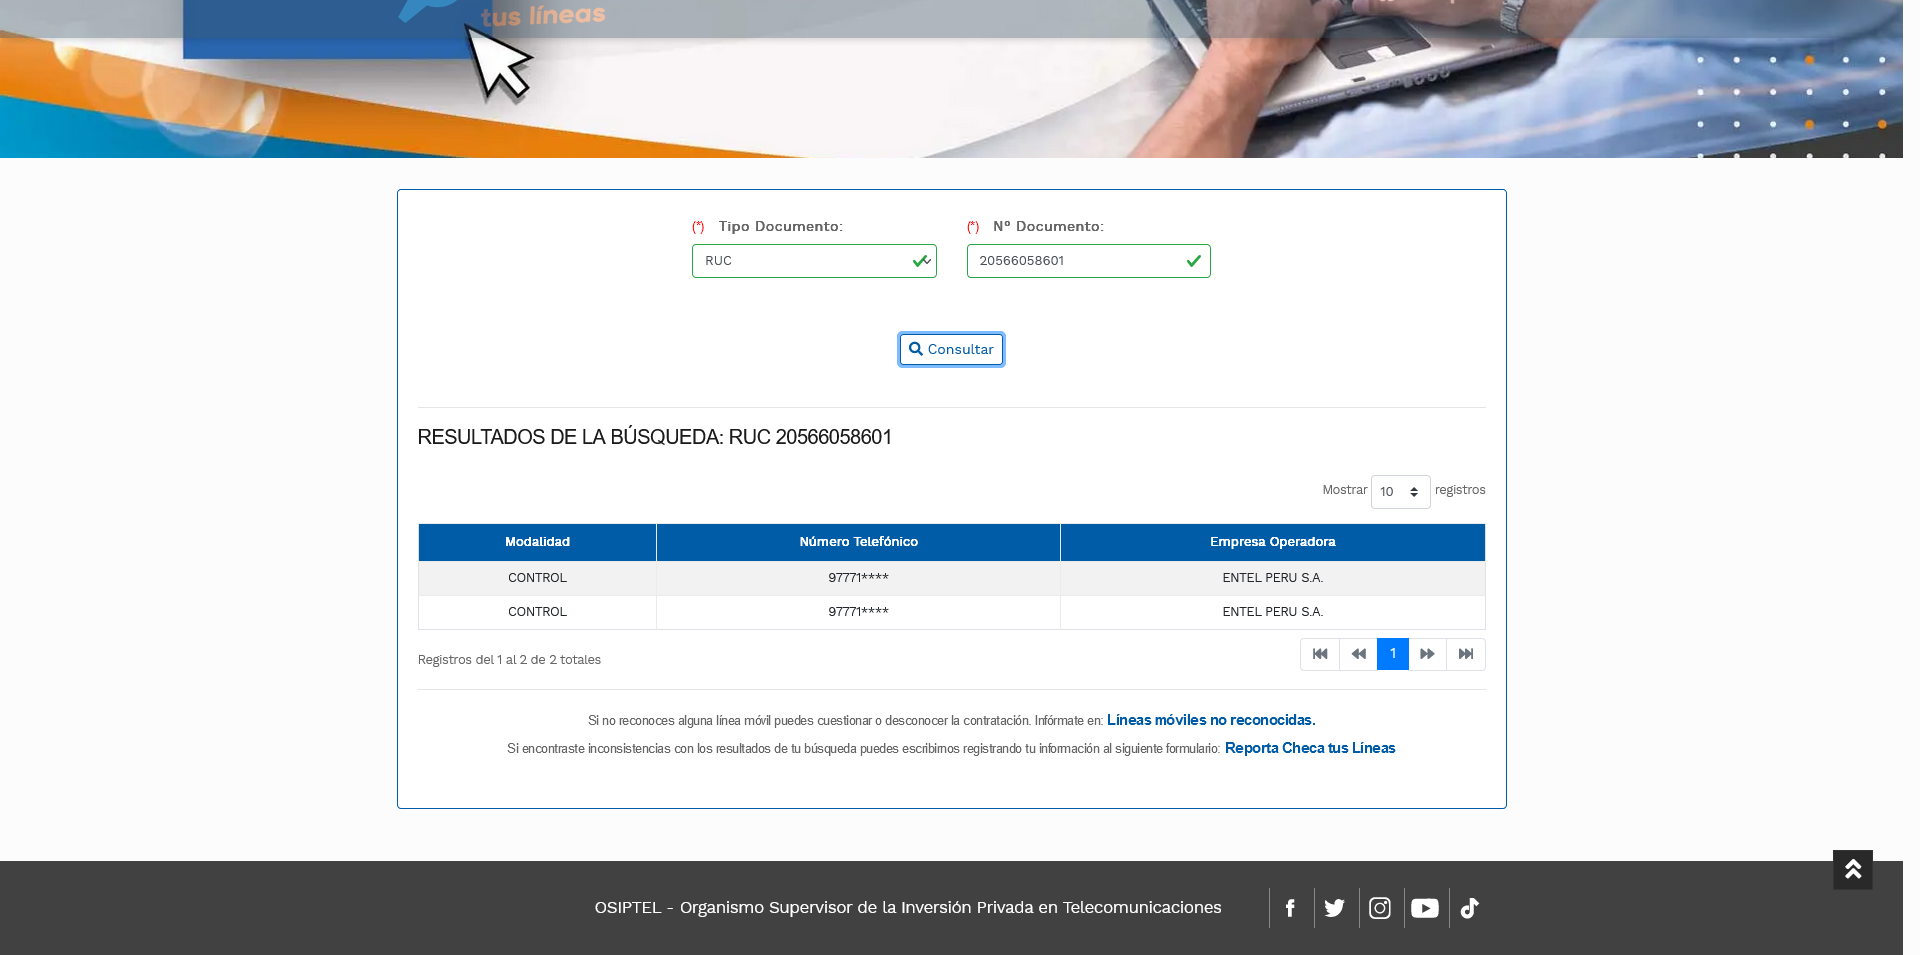 tus líneas
(*) Tipo Documento:
(*) Nº Documento:
RUC
20566058601
Consultar
RESULTADOS DE LA BÚSQUEDA: RUC 20566058601
Mostrar 10 registros
Modalidad Número Telefónico Empresa Operadora
CONTROL 97771**** ENTEL PERU S.A.
CONTROL 97771**** ENTEL PERU S.A.
Registros del 1 al 2 de 2 totales
1
Si no reconoces alguna línea móvil puedes cuestionar o desconocer la contratación. Infórmate en: Líneas móviles no reconocidas.
Si encontraste inconsistencias con los resultados de tu búsqueda puedes escribirnos registrando tu información al siguiente formulario: Reporta Checa tus Líneas
OSIPTEL - Organismo Supervisor de la Inversión Privada en Telecomunicaciones